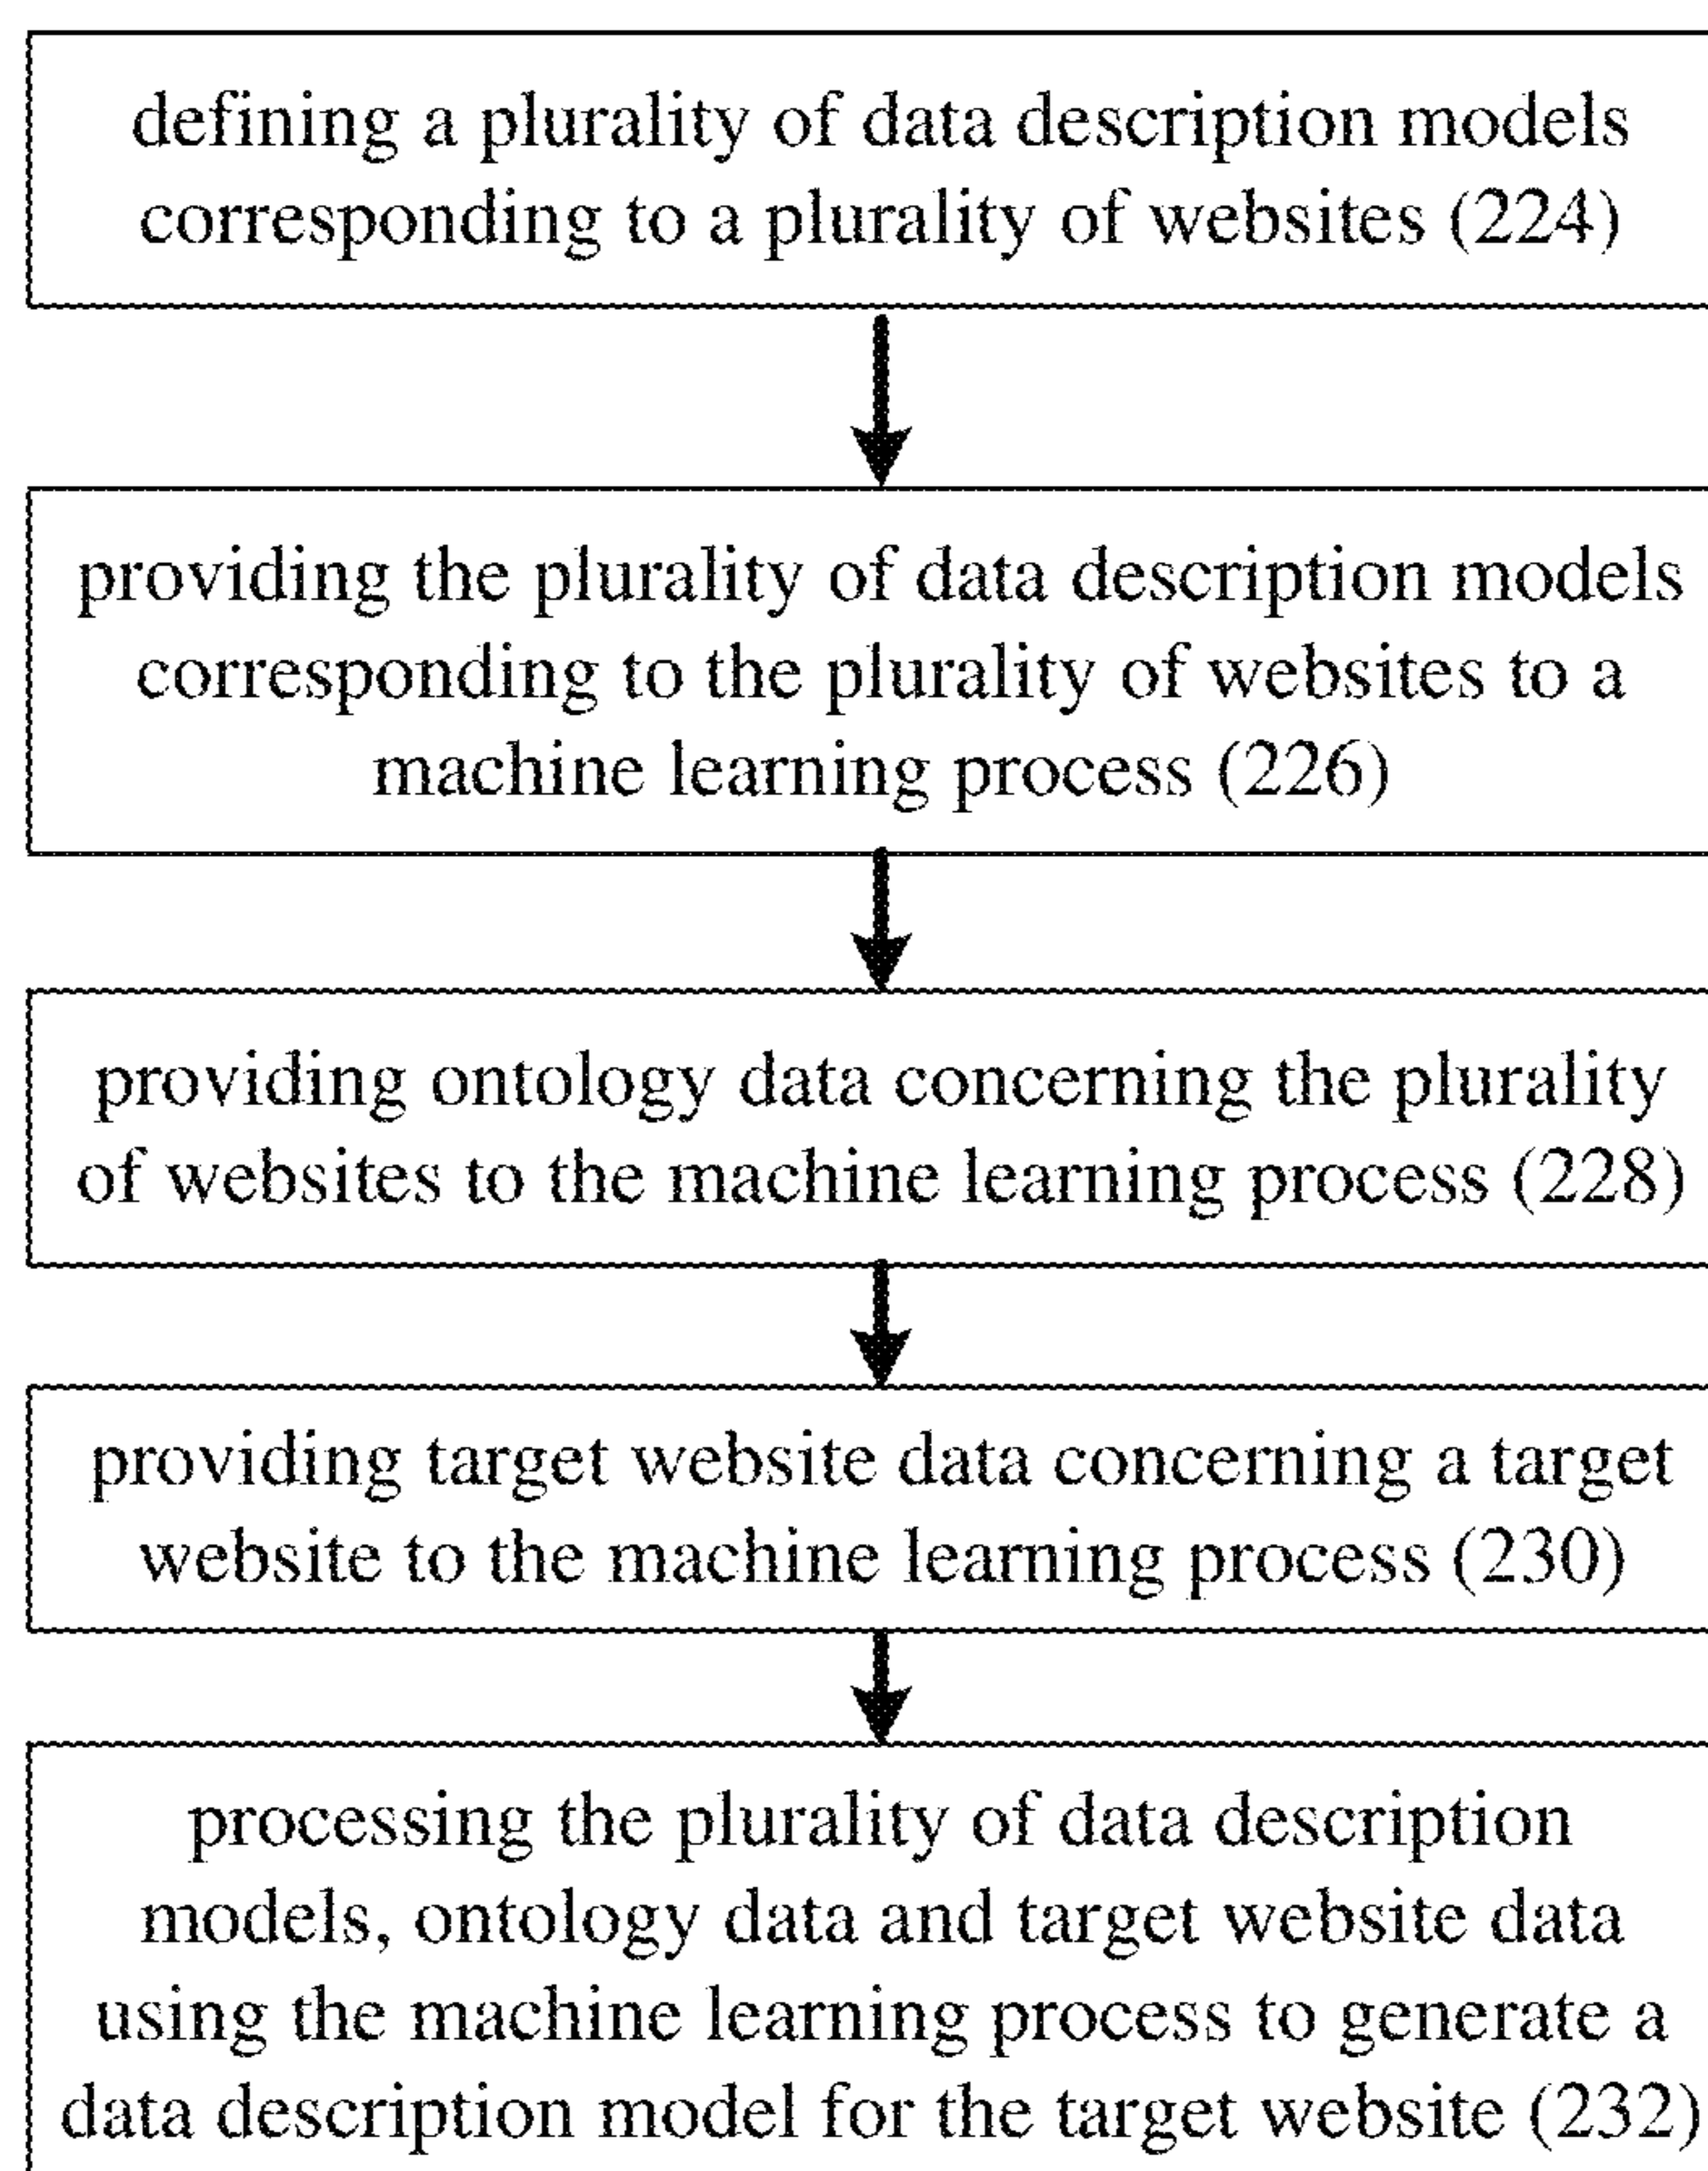 defining a plurality of data description models
corresponding to a plurality of websites (224)
providing the plurality of data description models
corresponding to the plurality of websites to a
machine learning process (226)
providing ontology data concerning the plurality
of websites to the machine learning process (228)
providing target website data concerning a target
website to the machine learning process (230)
processing the plurality of data description
models, ontology data and target website data
using the machine learning process to generate a
data description model for the target website (232)